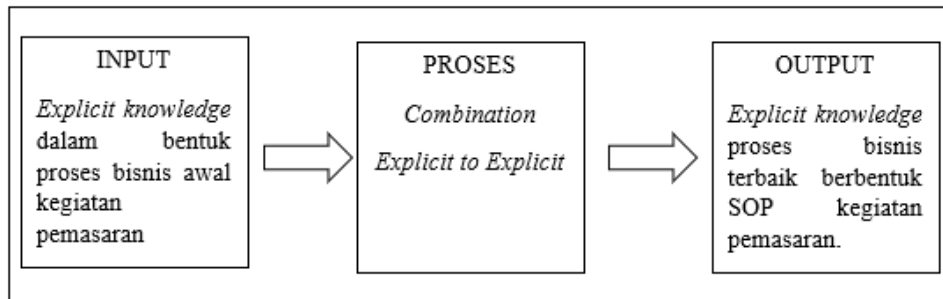 INPUT
Explicit knowledge
dalam bentuk
proses bisnis awal
kegiatan
pemasaran
PROSES
Combination
Explicit to Explicit
OUTPUT
Explicit knowledge
proses bisnis
terbaik berbentuk
SOP kegiatan
pemasaran.